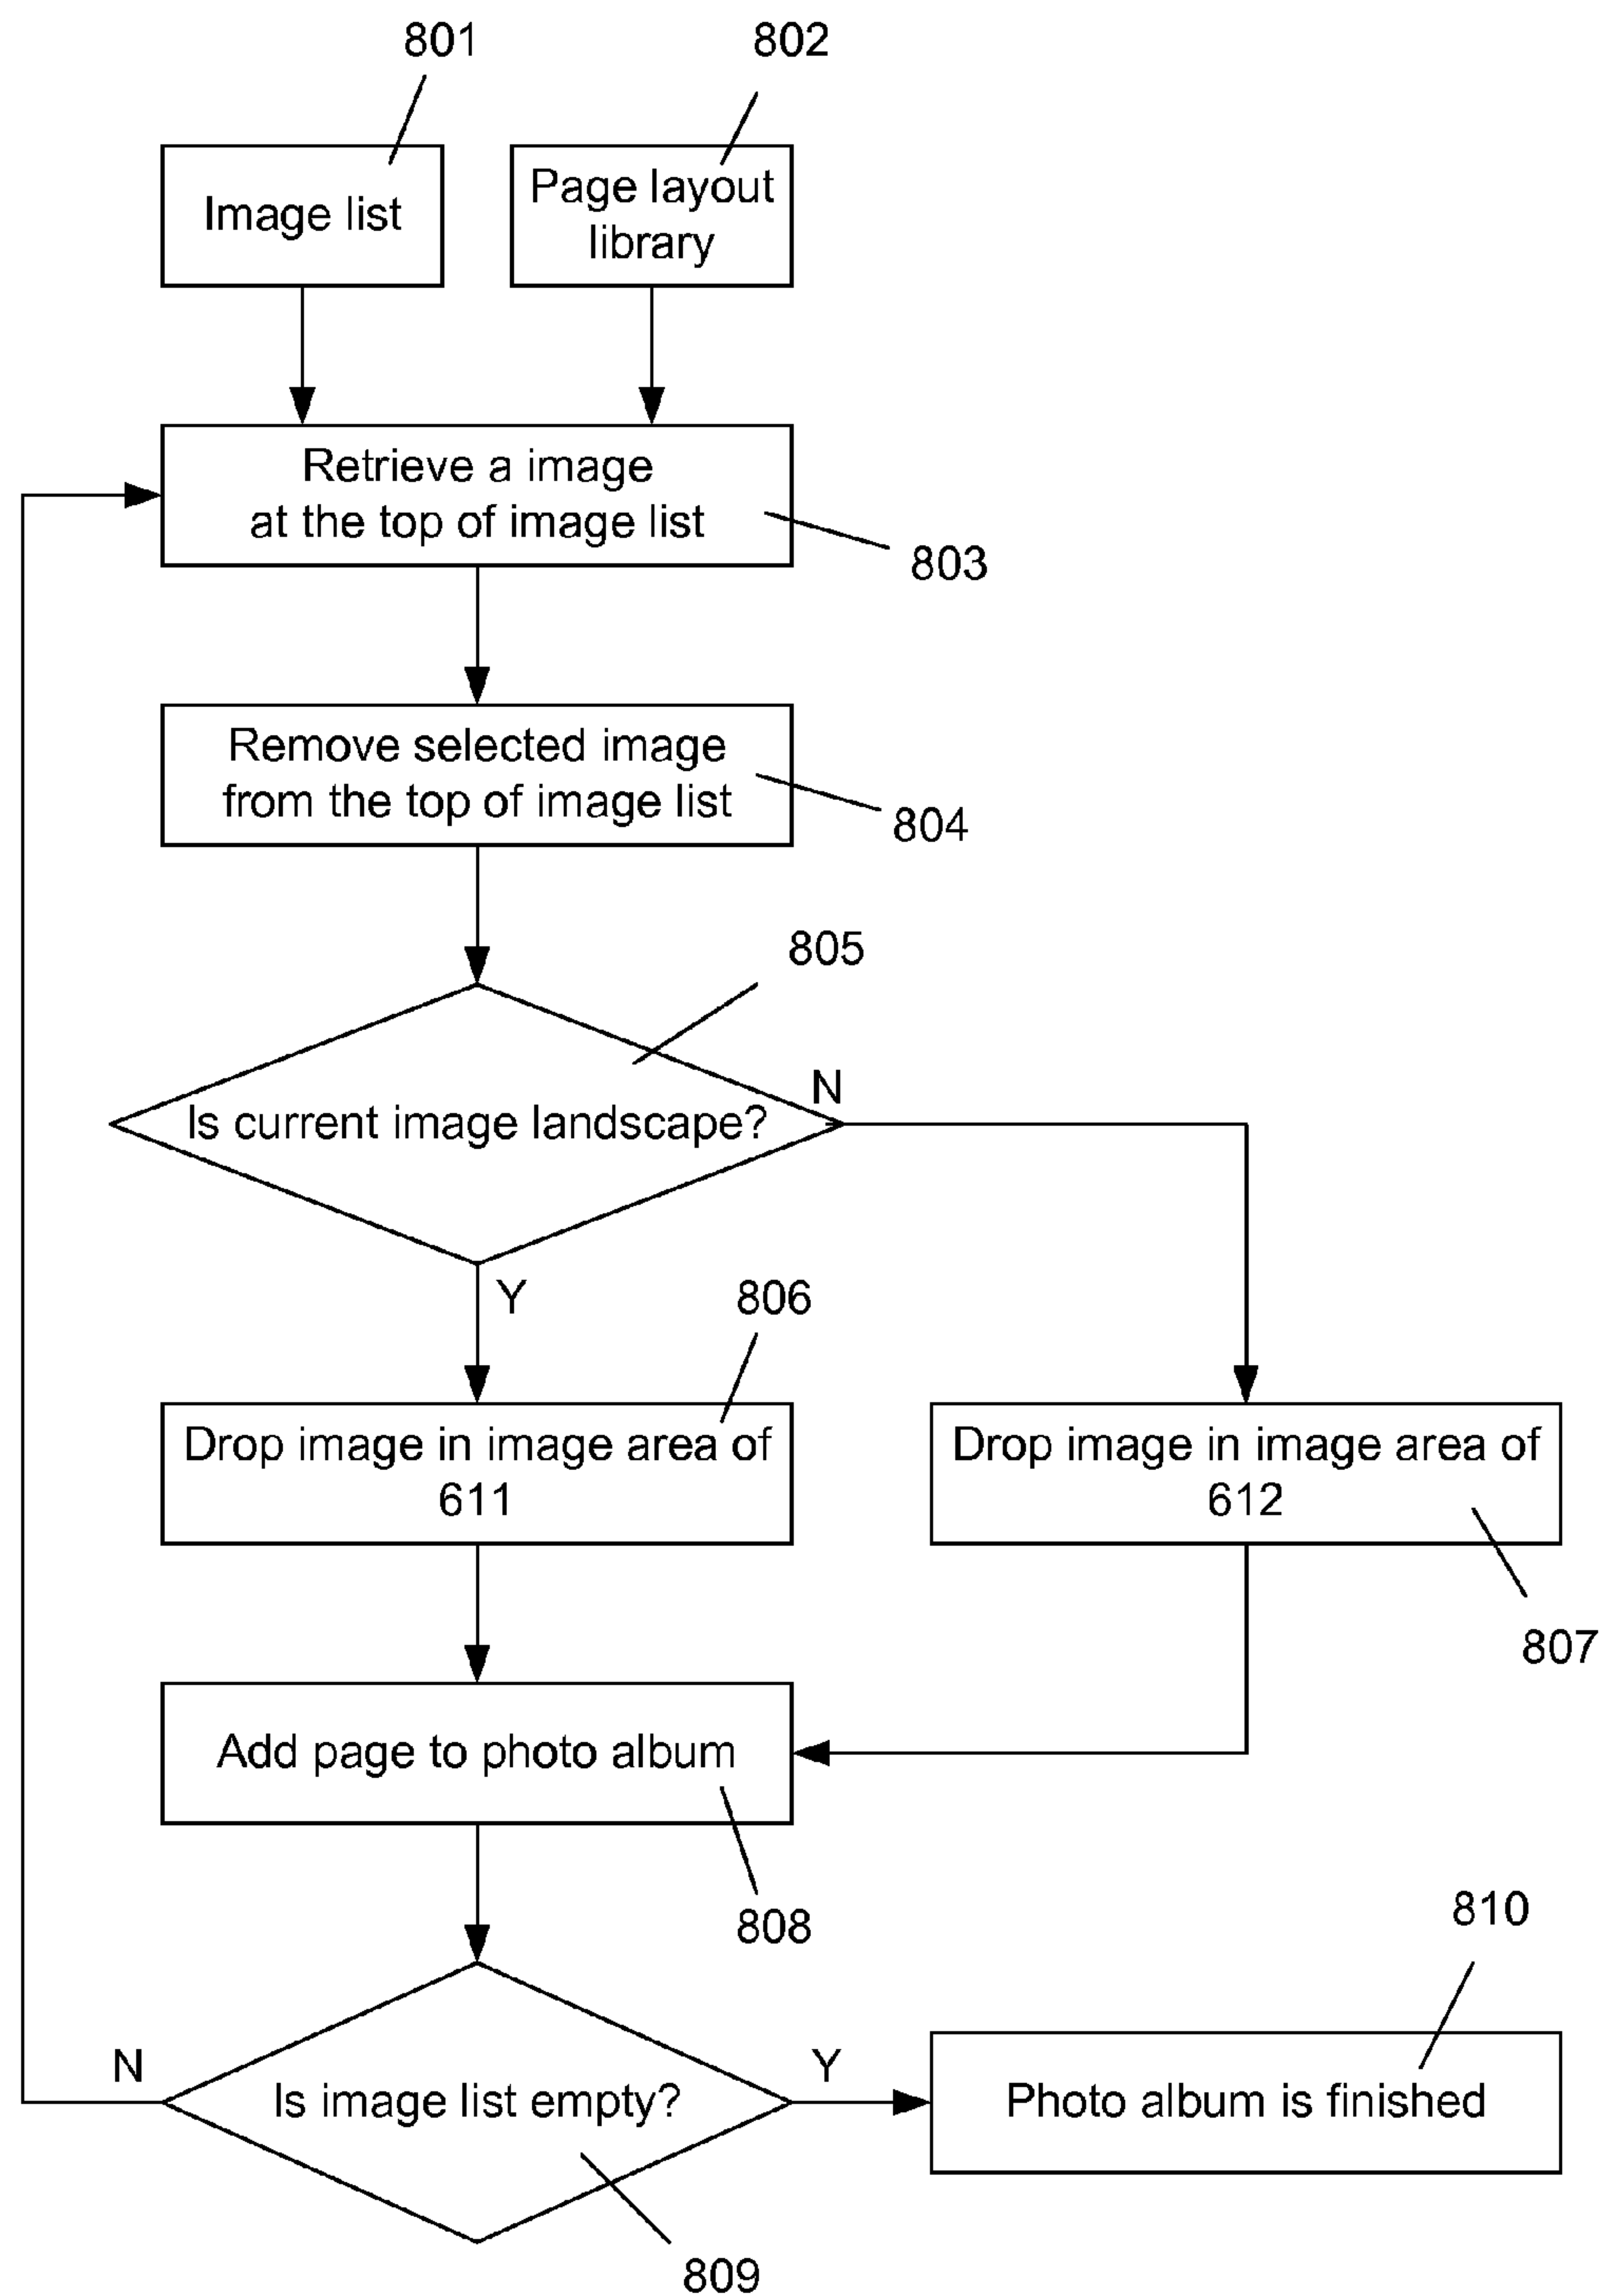 801
802
Image list
Page layout
library
Retrieve a image
at the top of image list
803
Remove selected image
from the top of image list
804
805
Is current image landscape?
N
Y
806
Drop image in image area of
611
Drop image in image area of
612
807
Add page to photo album
808
810
N
Is image list empty?
Y
Photo album is finished
809